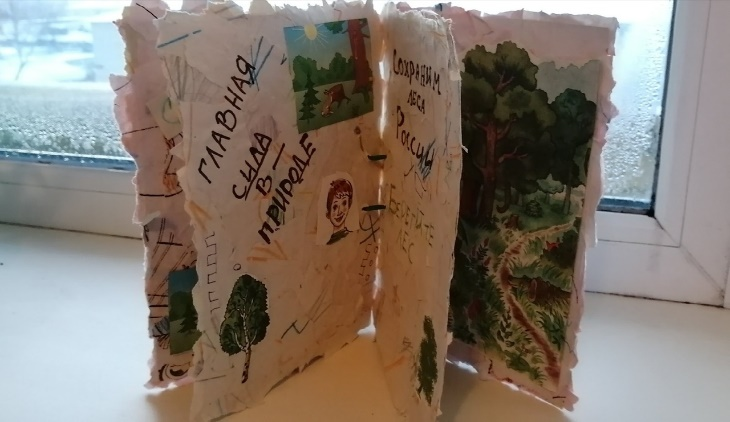 ГЛАВНАЯ
СИЛА
В –
ПРИРОДЕ
СОХРАНИМ
ЛЕСА
РОССИИ
БЕРЕГИТЕ
ЛЕС